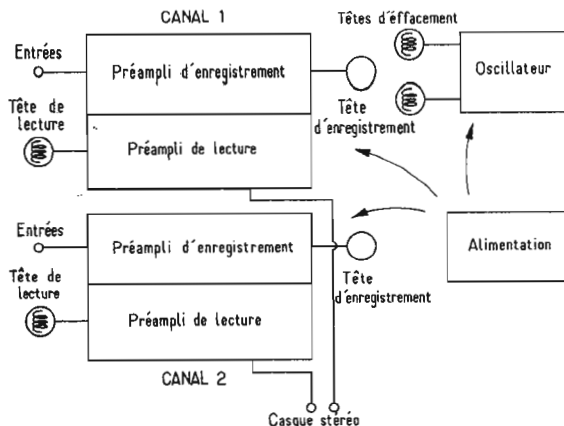 CANAL 1
Têtes d'éffacement
Entrées
Préampli d'enregistrement
Oscillateur
Tête de
lecture
Tête
d'enregistrement
Préampli de lecture
Entrées
Préampli d'enregistrement
Alimentation
Tête de
lecture
Tête
d'enregistrement
Préampli de lecture
CANAL 2
Casque stéréo